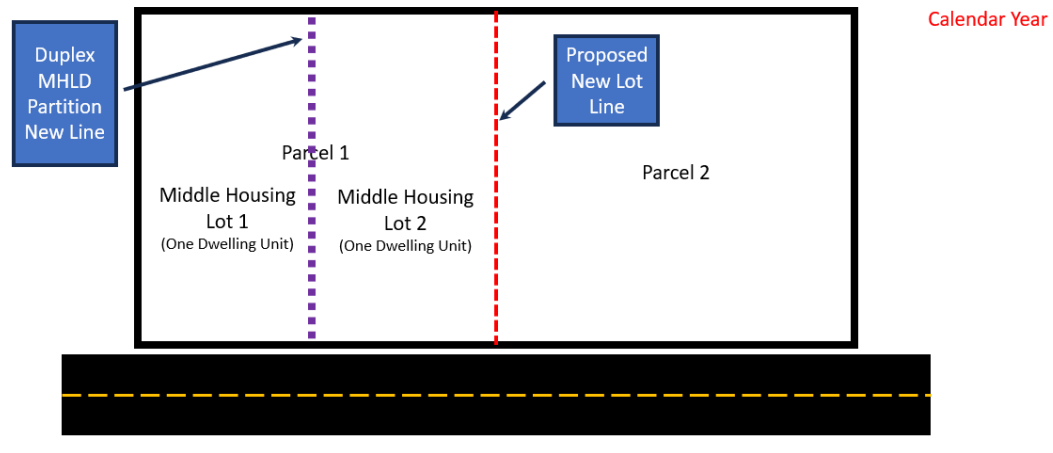 Calendar Year
Duplex
MHLD
Partition
New Line
Proposed
New Lot
Line
Parcel 1
Parcel 2
Middle Housing
Lot 1
(One Dwelling Unit)
Middle Housing
Lot 2
(One Dwelling Unit)